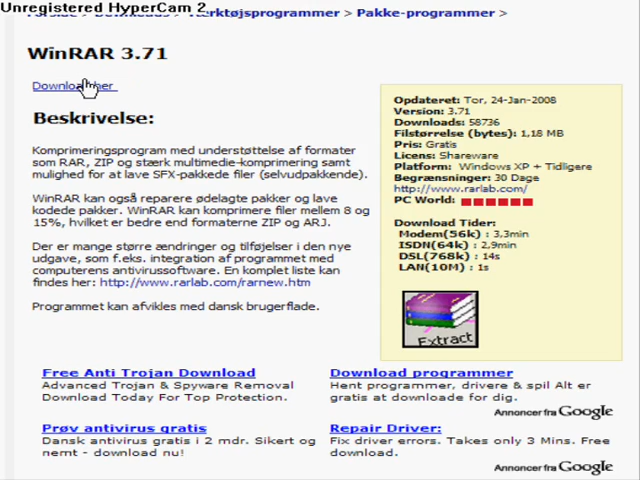 Unregistered HyperCam 2
Pakke-programmer >
WinRAR 3.71
Download her
Beskrivelse:
Komprimeringsprogram med understøttelse af formater
som RAR, ZIP og stærk multimedie-komprimering samt
mulighed for at lave SFX-pakkede filer (selvudpakkende).
WinRAR kan også reparere ødelagte pakker og lave
kodede pakker. WinRAR kan komprimere filer mellem 8 og
15%, hvilket er bedre end formaterne ZIP og ARJ.
Der er mange større ændringer og tilføjelser i den nye
udgave, som f.eks. integration af programmet med
computerens antivirussoftware. En komplet liste kan
findes her: http://www.rarlab.com/rarnew.htm
Programmet kan afvikles med dansk brugerflade.
Opdateret: Tor, 24-Jan-2008
Version: 3.71
Downloads: 58736
Filstørrelse (bytes): 1,18 MB
Pris: Gratis
Licens: Shareware
Platform: Windows XP + Tidligere
Begrænsninger: 30 Dage
http://www.rarlab.com/
PC World:
Download Tider:
Modem(56k) : 3,3min
ISDN(64k) : 2,9min
DSL(768k) : 14s
LAN(10M) : 1s
Extract
Free Anti Trojan Download
Advanced Trojan & Spyware Removal
Download Today For Top Protection.
Download programmer
Hent programmer, drivere & spil Alt er
gratis at downloade for dig.
Annoncer fra Google
Prøv antivirus gratis
Dansk antivirus gratis i 2 mdr. Sikert og
nemt - download nu!
Repair Driver:
Fix driver errors. Takes only 3 Mins. Free
download.
Annoncer fra Google